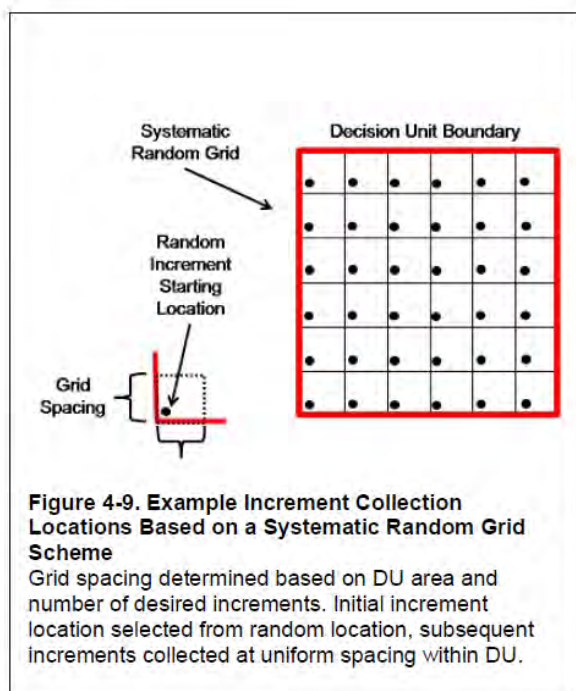 Systematic
Random Grid
Decision Unit Boundary
Random
Increment
Starting
Location
Grid
Spacing
Figure 4-9. Example Increment Collection
Locations Based on a Systematic Random Grid
Scheme
Grid spacing determined based on DU area and
number of desired increments. Initial increment
location selected from random location, subsequent
increments collected at uniform spacing within DU.